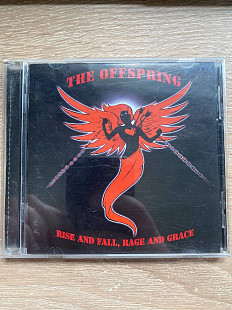 THE OFFSPRING
RISE AND FALL, RAGE AND GRACE